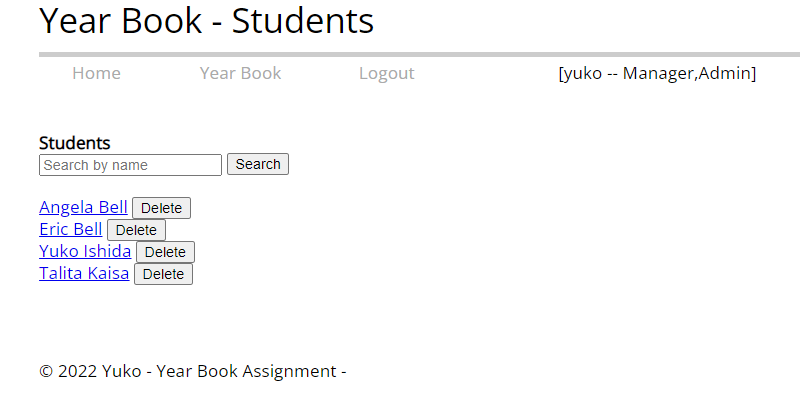 Year Book - Students
Home Year Book Logout [yuko -- Manager,Admin]
Students
Search by name Search
Angela Bell Delete
Eric Bell Delete
Yuko Ishida Delete
Talita Kaisa Delete
© 2022 Yuko - Year Book Assignment -